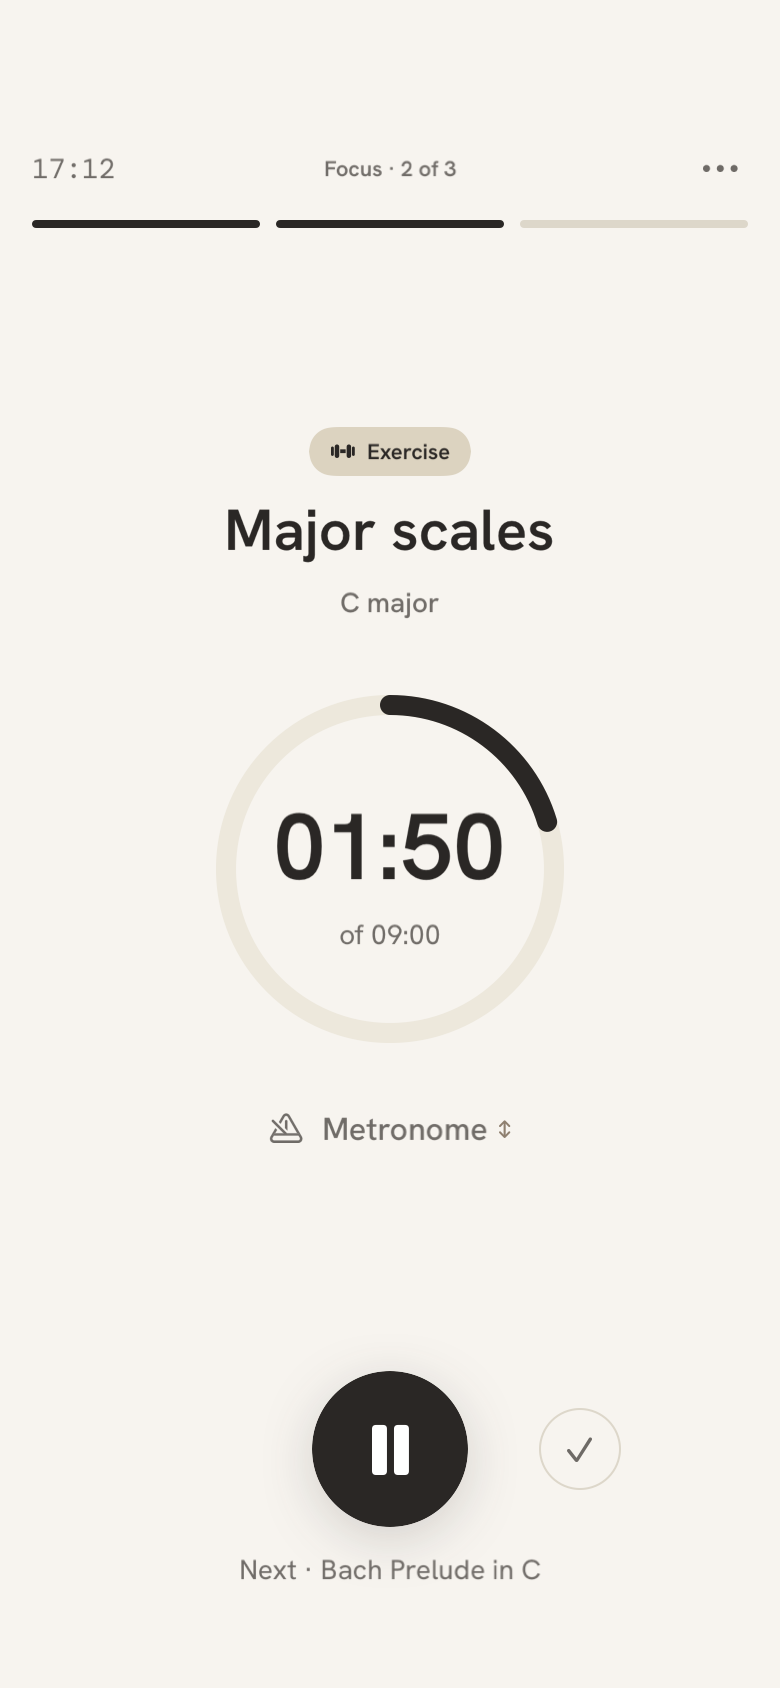 17:12
Focus · 2 of 3
Exercise
Major scales
C major
01:50
of 09:00
Metronome
Next · Bach Prelude in C